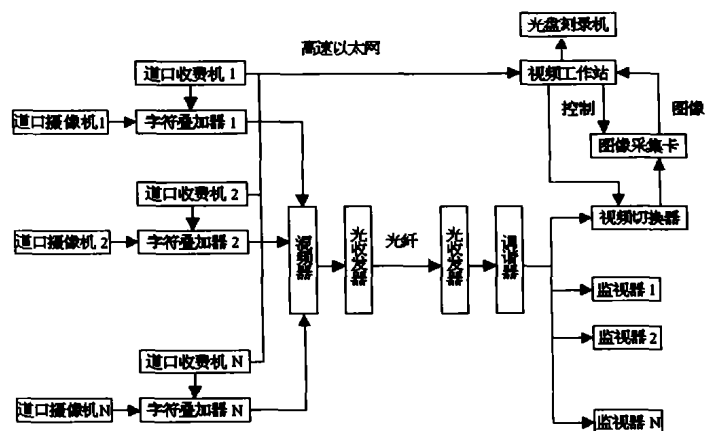 光盘刻录机
高速以太网
道口收费机 1
视频工作站
控制
图像
道口摄像机1
字符叠加器 1
图像采集卡
道口收费机 2
视频切换器
道口摄像机 2
字符叠加器 2
混频器
光收发器
光纤
光收发器
调谐器
监视器 1
监视器 2
道口收费机 N
道口摄像机N
字符叠加器 N
监视器 N